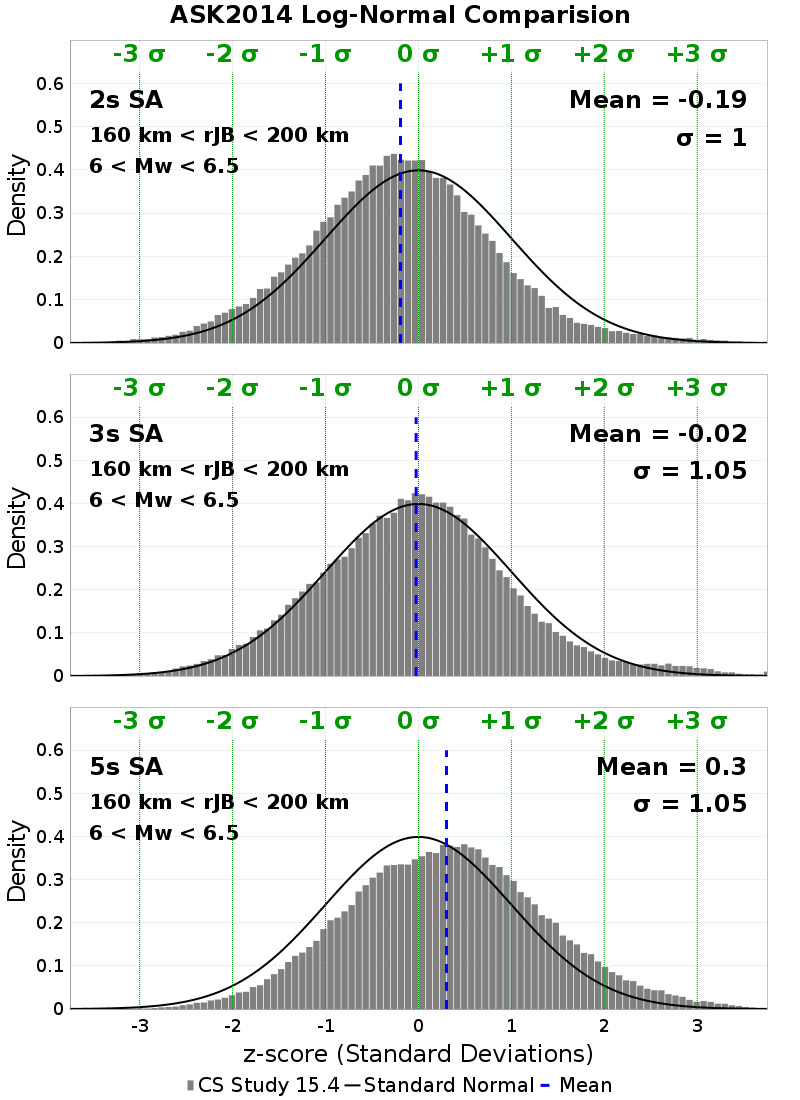 ASK2014 Log-Normal Comparision
-3 σ -2 σ -1 σ 0 σ +1 σ +2 σ +3 σ
2s SA
160 km < rJB < 200 km
6 < Mw < 6.5
Mean = -0.19
σ = 1
Density
0.6
0.5
0.4
0.3
0.2
0.1
0
-3 σ -2 σ -1 σ 0 σ +1 σ +2 σ +3 σ
3s SA
160 km < rJB < 200 km
6 < Mw < 6.5
Mean = -0.02
σ = 1.05
Density
0.6
0.5
0.4
0.3
0.2
0.1
0
-3 σ -2 σ -1 σ 0 σ +1 σ +2 σ +3 σ
5s SA
160 km < rJB < 200 km
6 < Mw < 6.5
Mean = 0.3
σ = 1.05
Density
0.6
0.5
0.4
0.3
0.2
0.1
0
-3 -2 -1 0 1 2 3
z-score (Standard Deviations)
CS Study 15.4 Standard Normal Mean